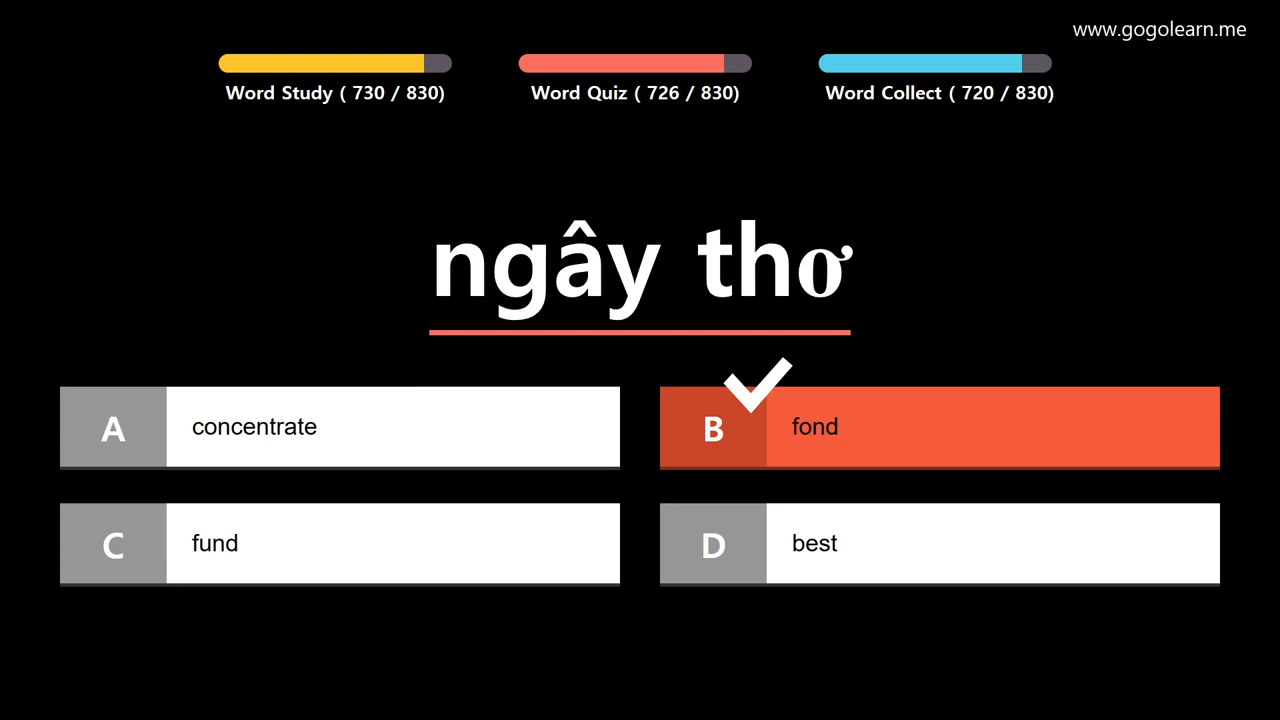 www.gogolearn.me
Word Study ( 730 / 830)
Word Quiz ( 726 / 830)
Word Collect ( 720 / 830)
ngây thơ
A concentrate
B fond
C fund
D best